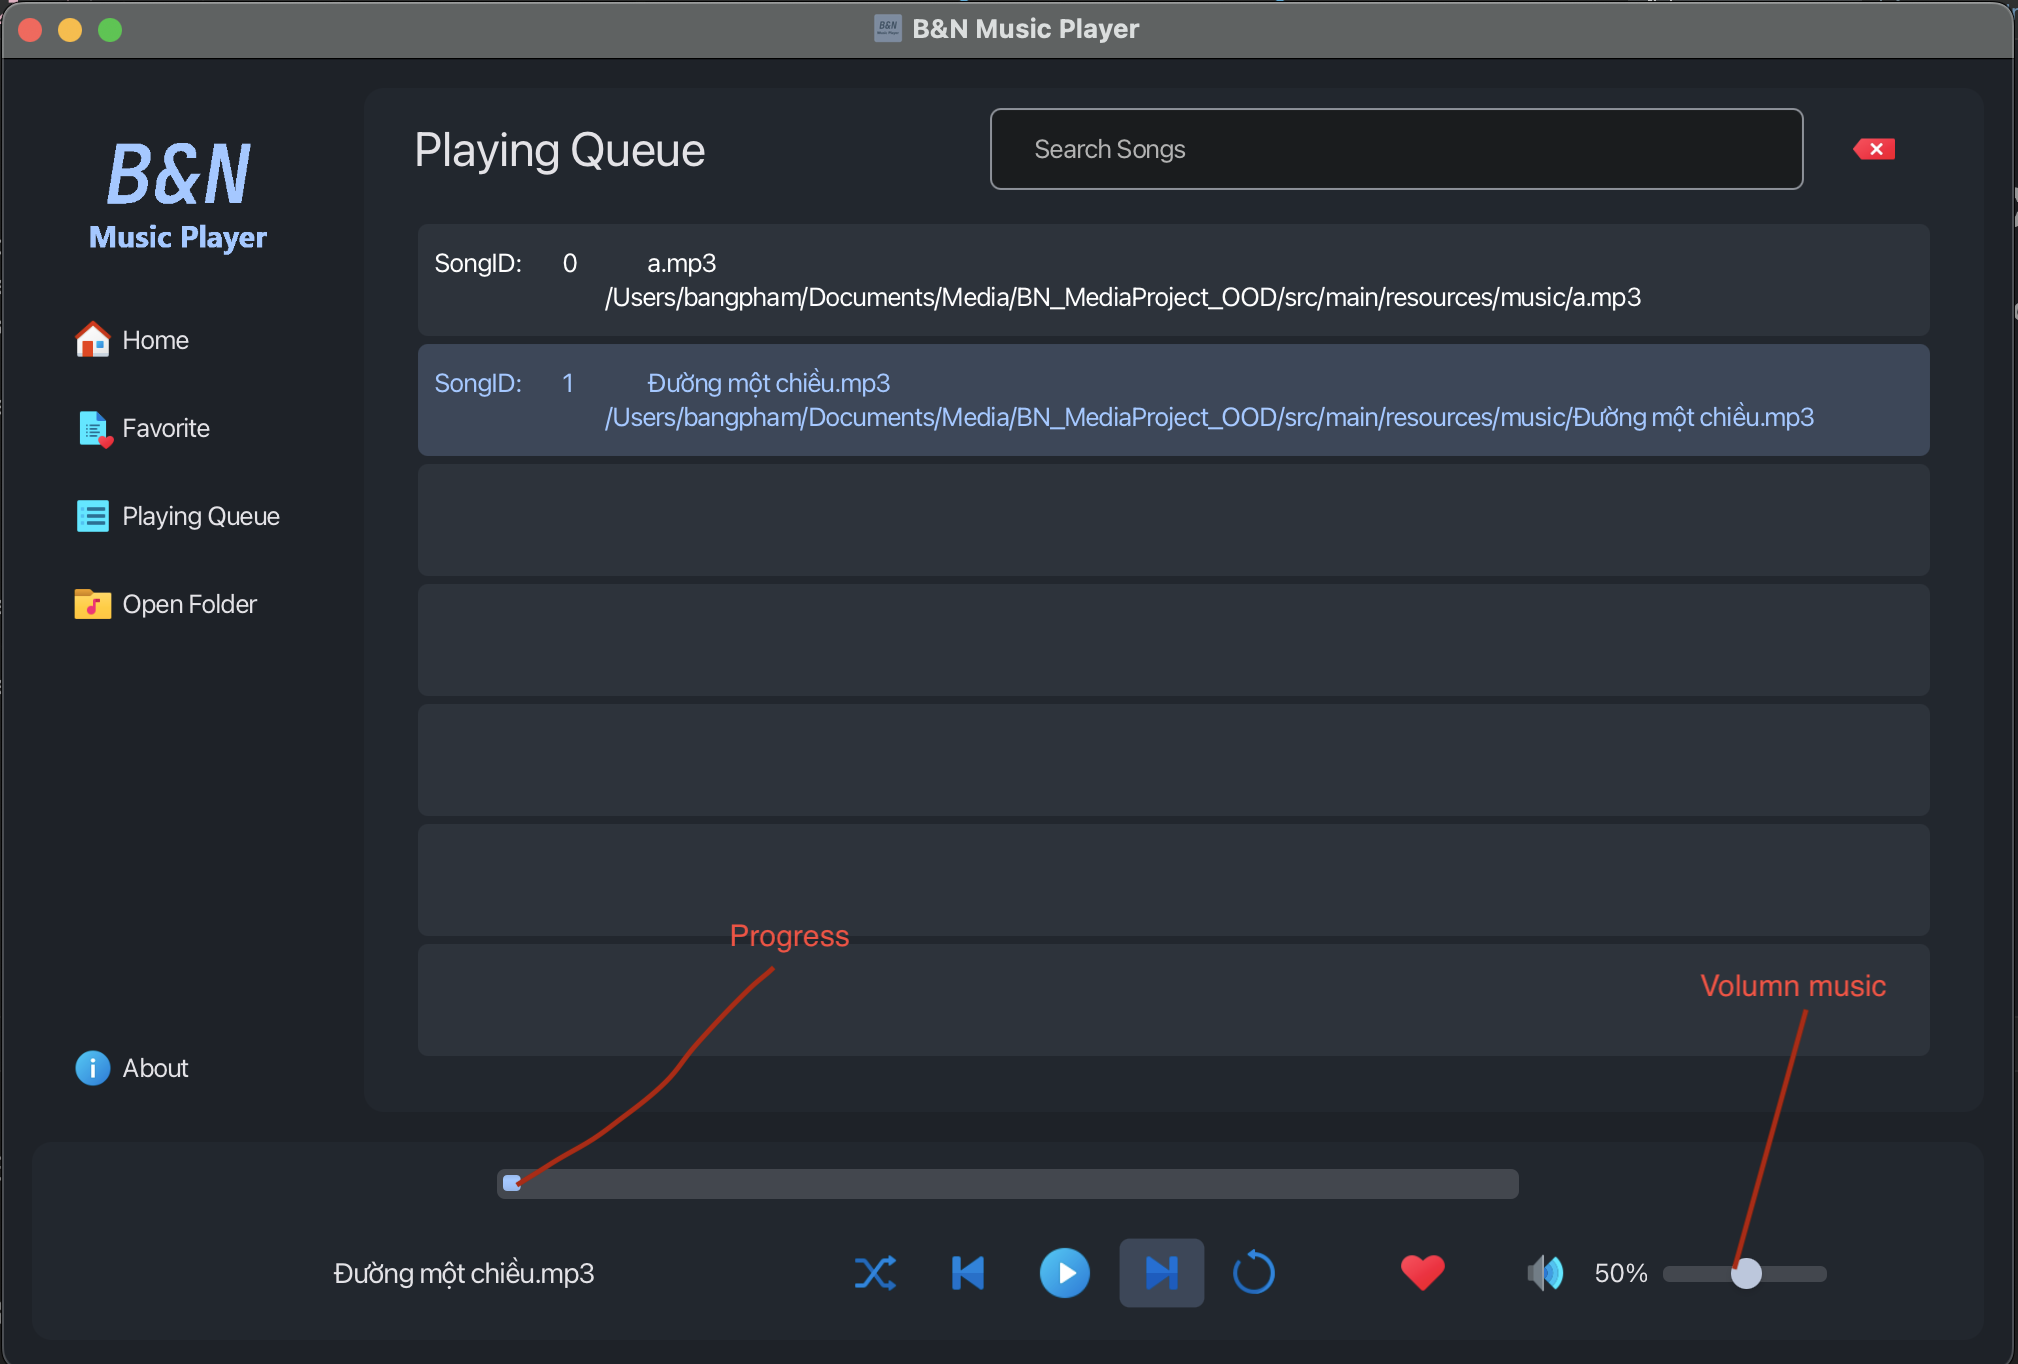 B&N Music Player
B&N
Music Player
Home
Favorite
Playing Queue
Open Folder
About
Playing Queue
Search Songs
SongID: 0 a.mp3
/Users/bangpham/Documents/Media/BN_MediaProject_OOD/src/main/resources/music/a.mp3
SongID: 1 Đường một chiều.mp3
/Users/bangpham/Documents/Media/BN_MediaProject_OOD/src/main/resources/music/Đường một chiều.mp3
Progress
Volumn music
Đường một chiều.mp3
50%